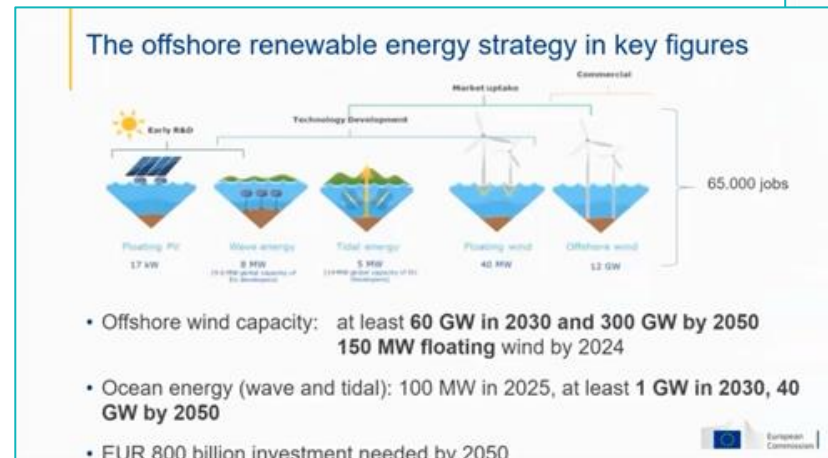 The offshore renewable energy strategy in key figures
Commercial
Market uptake
Technology Development
Early R&D
65.000 jobs
Floating PV
Wave energy
Tidal energy
Floating wind
Offshore wind
17 kW
8 MW
5 MW
40 MW
12 GW
• Offshore wind capacity: at least 60 GW in 2030 and 300 GW by 2050
150 MW floating wind by 2024
• Ocean energy (wave and tidal): 100 MW in 2025, at least 1 GW in 2030, 40
GW by 2050
• EUR 800 billion investment needed by 2050
European
Commission